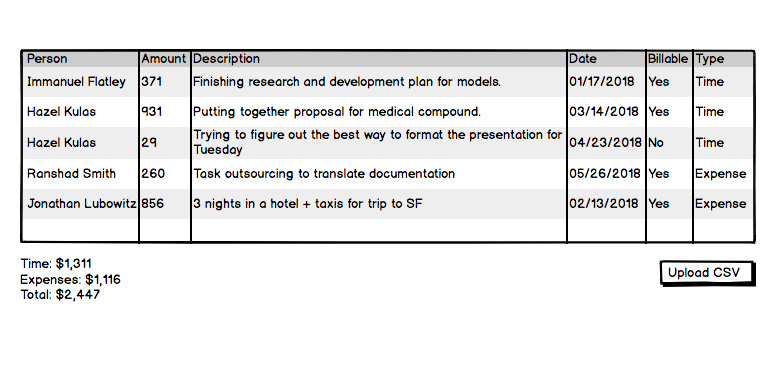 Person Amount Description Date Billable Type
Immanuel Flatley 371 Finishing research and development plan for models. 01/17/2018 Yes Time
Hazel Kulas 931 Putting together proposal for medical compound. 03/14/2018 Yes Time
Hazel Kulas 29 Trying to figure out the best way to format the presentation for
Tuesday 04/23/2018 No Time
Ranshad Smith 260 Task outsourcing to translate documentation 05/26/2018 Yes Expense
Jonathan Lubowitz 856 3 nights in a hotel + taxis for trip to SF 02/13/2018 Yes Expense
Time: $1,311
Expenses: $1,116
Total: $2,447
Upload CSV